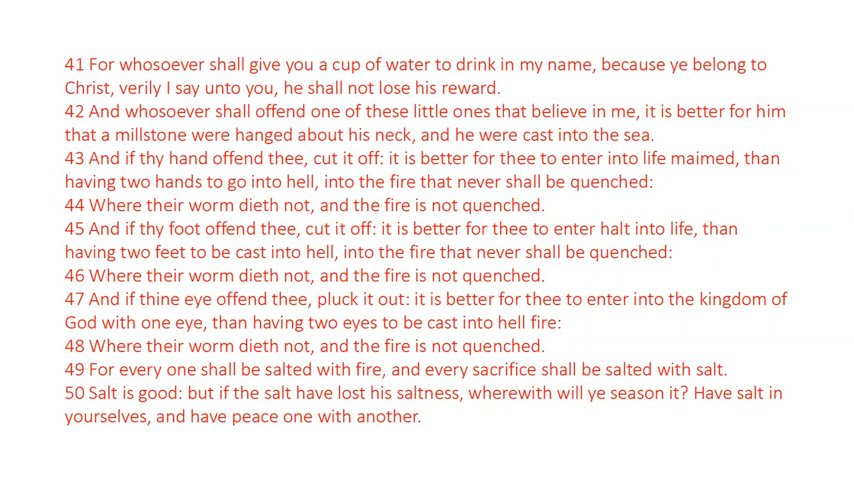 41 For whosoever shall give you a cup of water to drink in my name, because ye belong to
Christ, verily I say unto you, he shall not lose his reward.
42 And whosoever shall offend one of these little ones that believe in me, it is better for him
that a millstone were hanged about his neck, and he were cast into the sea.
43 And if thy hand offend thee, cut it off: it is better for thee to enter into life maimed, than
having two hands to go into hell, into the fire that never shall be quenched:
44 Where their worm dieth not, and the fire is not quenched.
45 And if thy foot offend thee, cut it off: it is better for thee to enter halt into life, than
having two feet to be cast into hell, into the fire that never shall be quenched:
46 Where their worm dieth not, and the fire is not quenched.
47 And if thine eye offend thee, pluck it out: it is better for thee to enter into the kingdom of
God with one eye, than having two eyes to be cast into hell fire:
48 Where their worm dieth not, and the fire is not quenched.
49 For every one shall be salted with fire, and every sacrifice shall be salted with salt.
50 Salt is good: but if the salt have lost his saltness, wherewith will ye season it? Have salt in
yourselves, and have peace one with another.